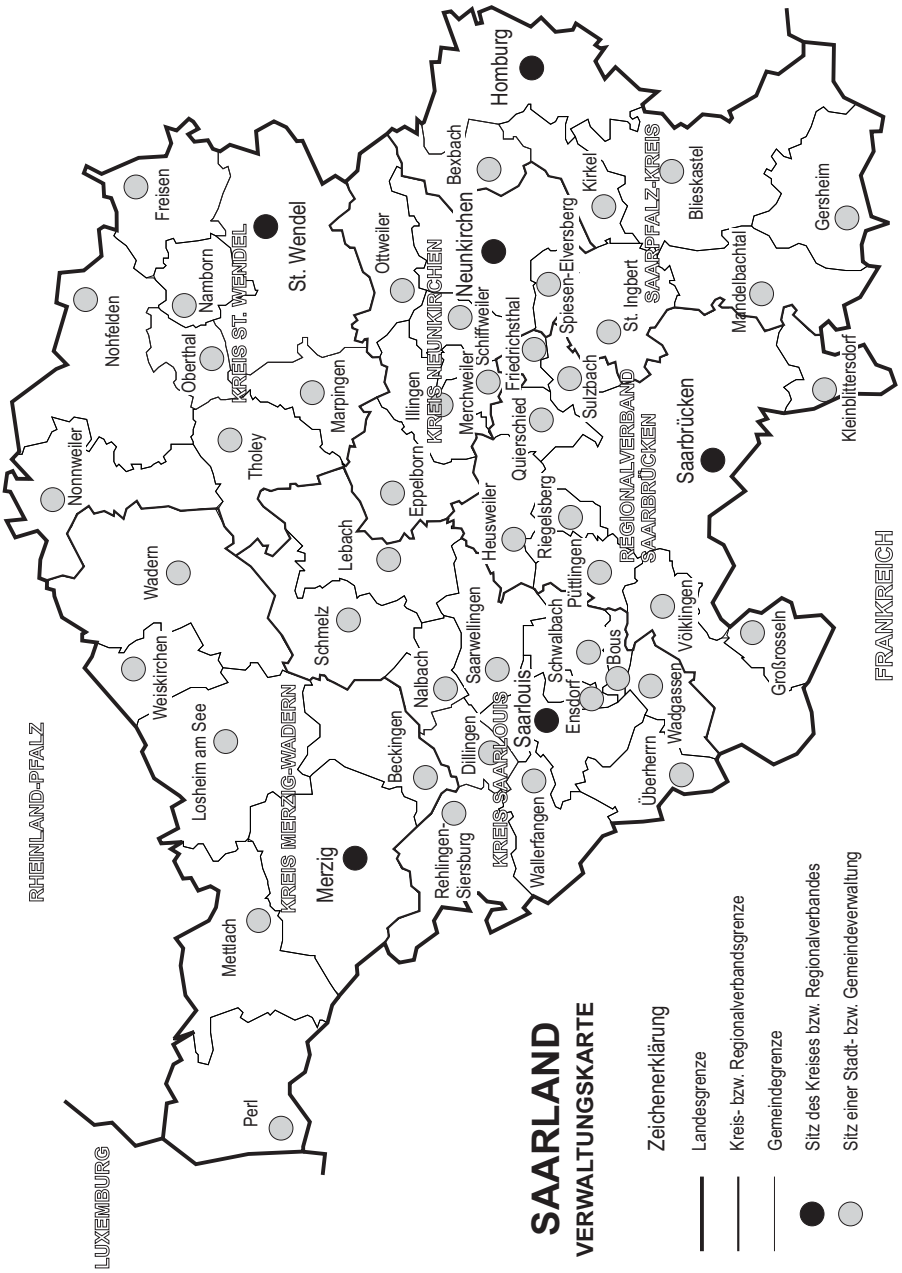 RHEINLAND-PFALZ
LUXEMBURG
FRANKREICH
Nonnweiler
Nohfelden
Freisen
Wadern
Weiskirchen
Oberthal
Namborn
KREIS ST. WENDEL
St. Wendel
Tholey
Losheim am See
Mettlach
Perl
KREIS MERZIG-WADERN
Merzig
Marpingen
Schmelz
Lebach
Beckingen
Ottweiler
Eppelborn
Illingen
KREIS NEUNKIRCHEN
Neunkirchen
Bexbach
Homburg
Nalbach
Rehlingen-
Siersburg
Saarwellingen
Dillingen
Merchweiler
Schiffweiler
Heusweiler
KREIS SAARLOUIS
Saarlouis
Wallerfangen
Quierschied
Friedrichsthal
Spiesen-Elversberg
Kirkel
Riegelsberg
Sulzbach
Schwalbach
Püttlingen
Ensdorf
Bous
St. Ingbert
REGIONALVERBAND
SAARBRÜCKEN
SAARPFALZ-KREIS
Überherrn
Wadgassen
Völklingen
Saarbrücken
Blieskastel
Mandelbachtal
Gersheim
Großrosseln
Kleinblittersdorf
SAARLAND
VERWALTUNGSKARTE
Zeichenerklärung
Landesgrenze
Kreis- bzw. Regionalverbandsgrenze
Gemeindegrenze
Sitz des Kreises bzw. Regionalverbandes
Sitz einer Stadt- bzw. Gemeindeverwaltung